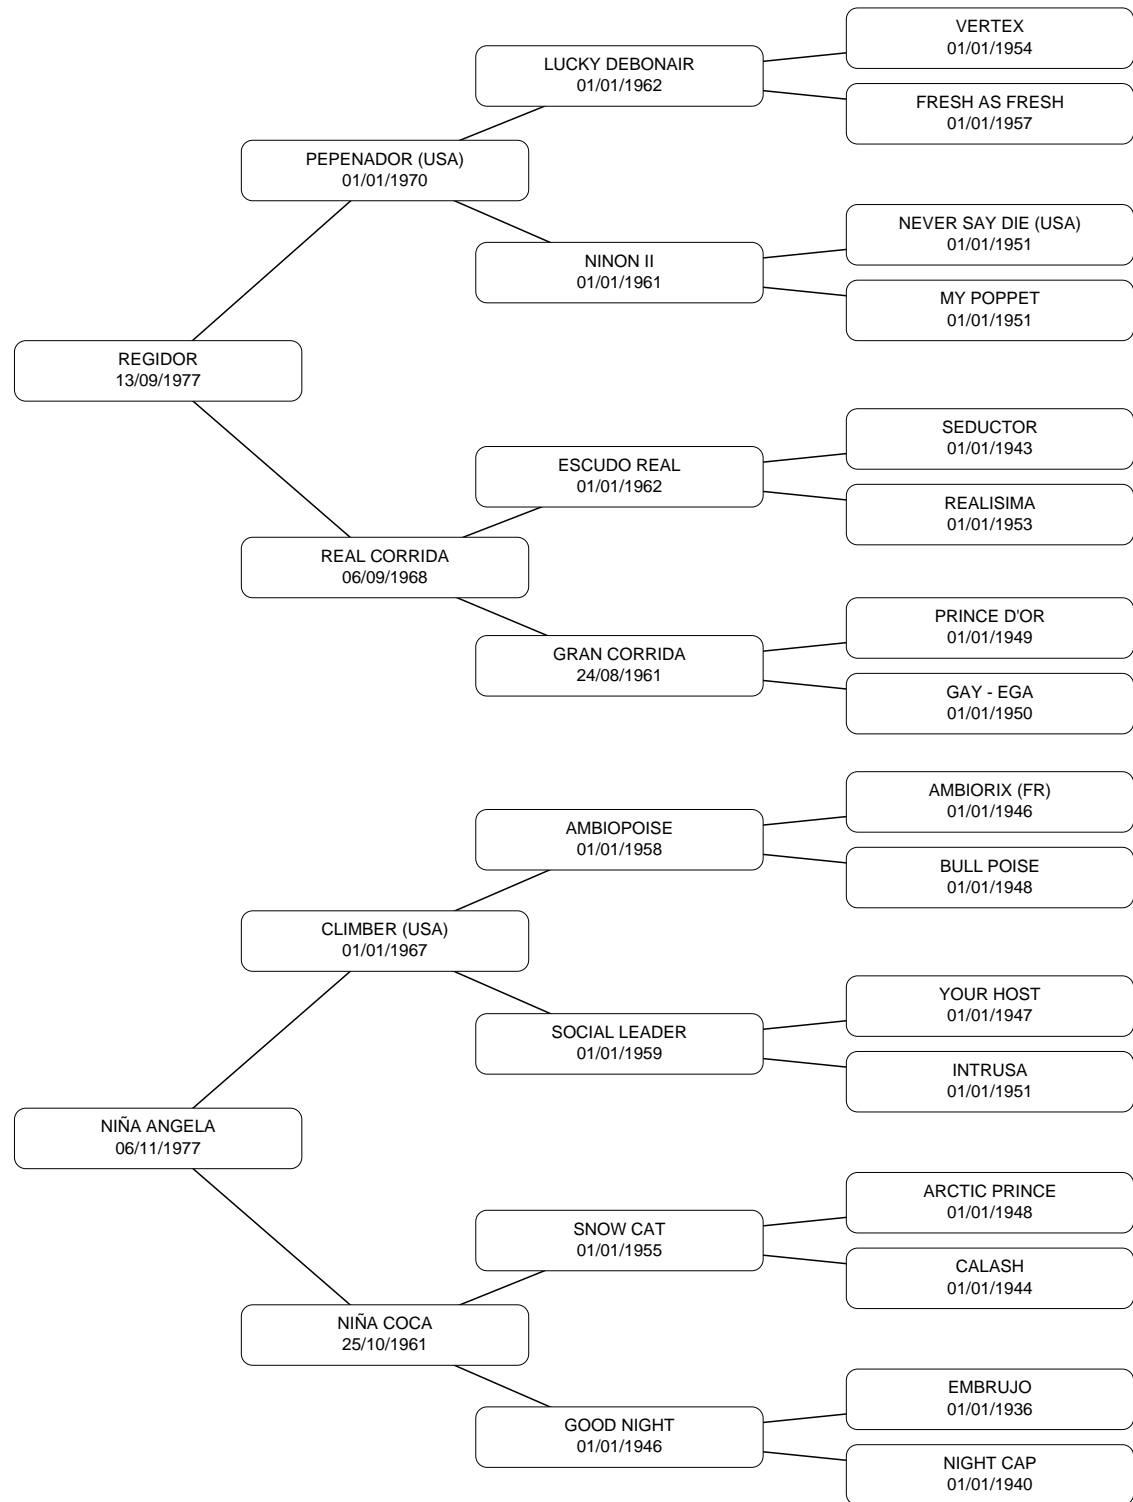 VERTEX
01/01/1954
LUCKY DEBONAIR
01/01/1962
FRESH AS FRESH
01/01/1957
PEPENADOR (USA)
01/01/1970
NEVER SAY DIE (USA)
01/01/1951
NINON II
01/01/1961
MY POPPET
01/01/1951
REGIDOR
13/09/1977
SEDUCTOR
01/01/1943
ESCUDO REAL
01/01/1962
REALISIMA
01/01/1953
REAL CORRIDA
06/09/1968
PRINCE D'OR
01/01/1949
GRAN CORRIDA
24/08/1961
GAY - EGA
01/01/1950
AMBIORIX (FR)
01/01/1946
AMBIOPOISE
01/01/1958
BULL POISE
01/01/1948
CLIMBER (USA)
01/01/1967
YOUR HOST
01/01/1947
SOCIAL LEADER
01/01/1959
INTRUSA
01/01/1951
NIÑA ANGELA
06/11/1977
ARCTIC PRINCE
01/01/1948
SNOW CAT
01/01/1955
CALASH
01/01/1944
NIÑA COCA
25/10/1961
EMBRUJO
01/01/1936
GOOD NIGHT
01/01/1946
NIGHT CAP
01/01/1940